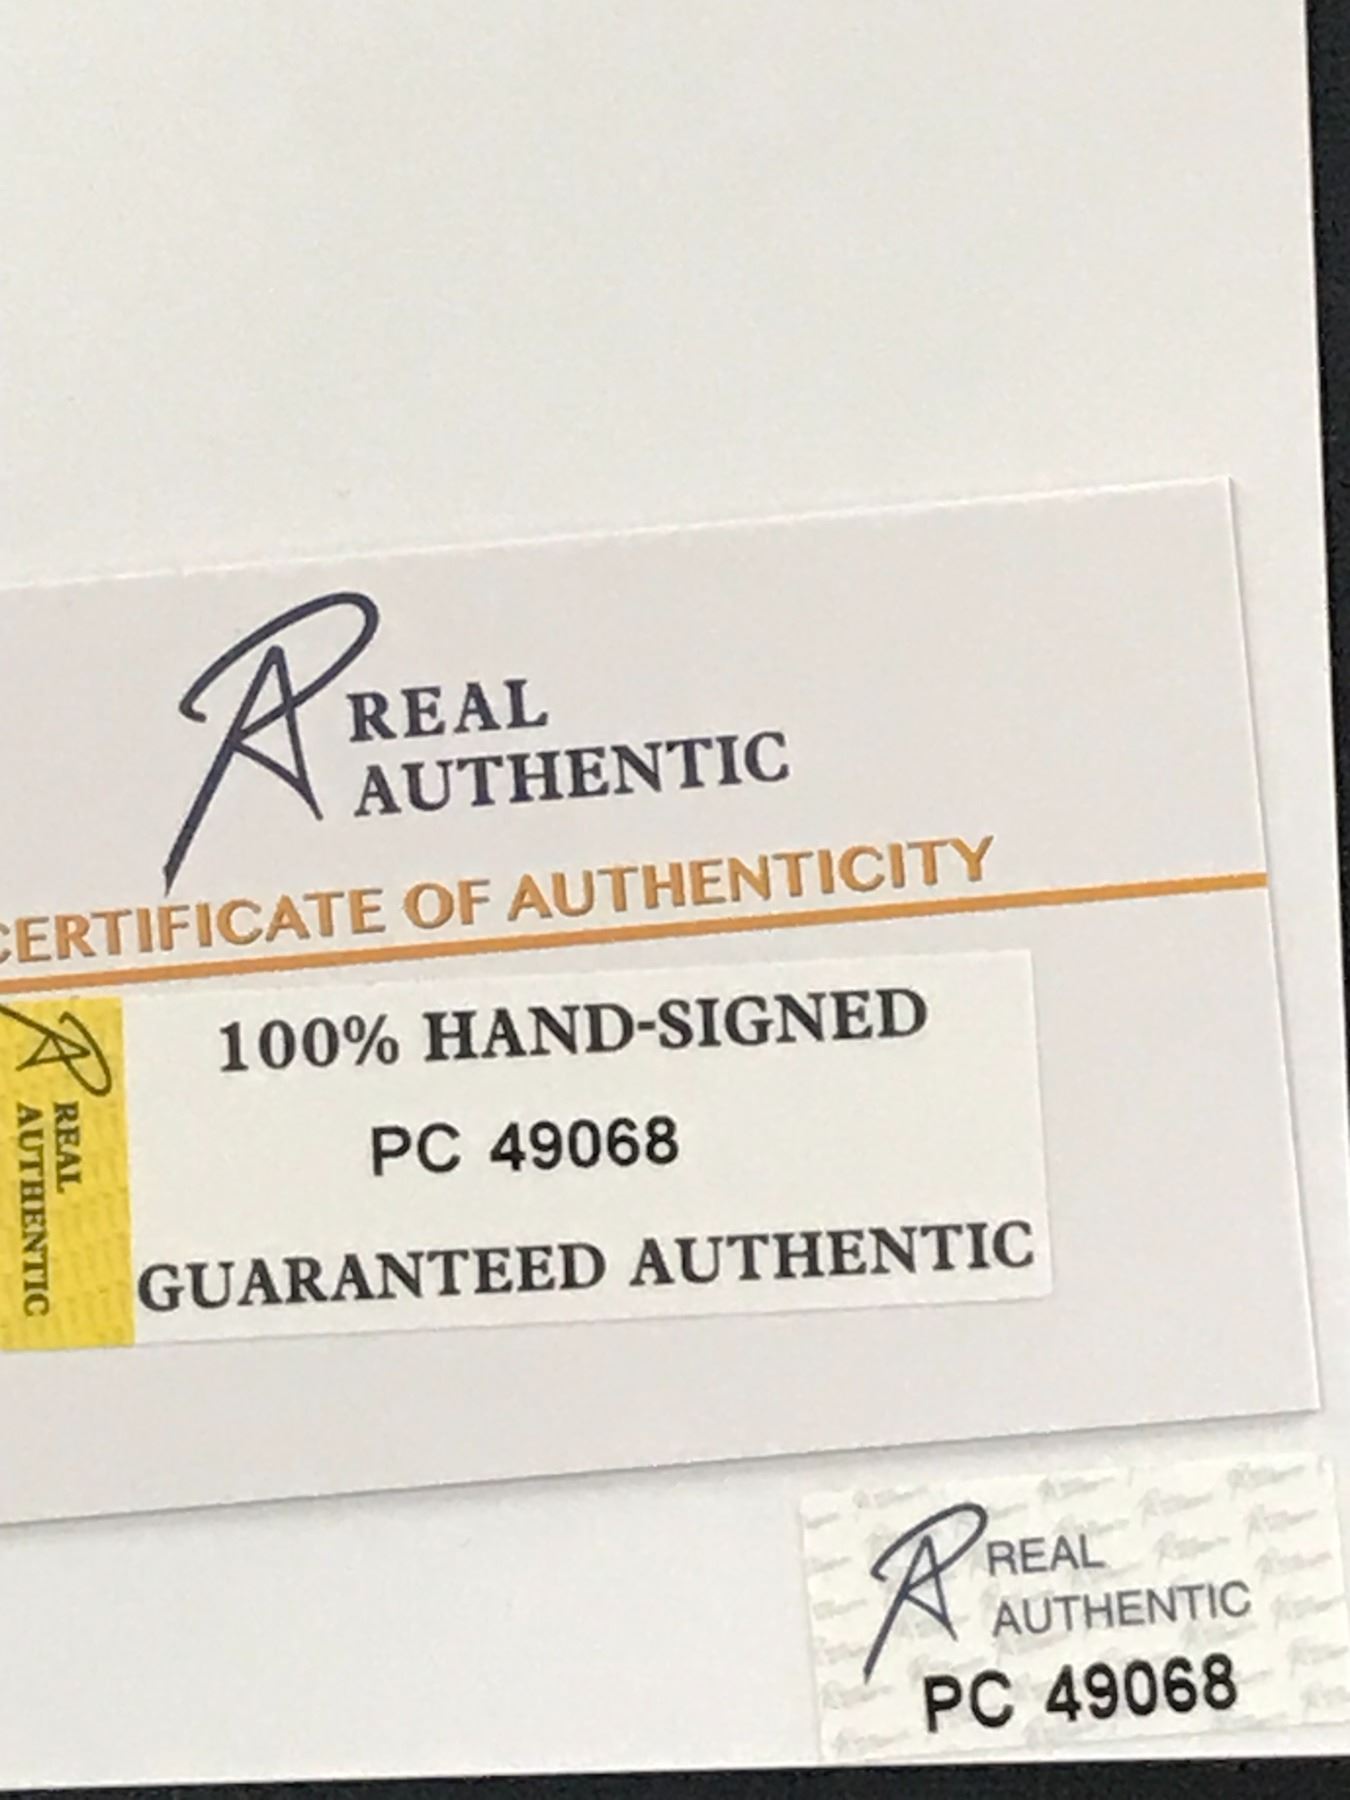 REAL
AUTHENTIC
CERTIFICATE OF AUTHENTICITY
REAL
AUTHENTIC
100% HAND-SIGNED
PC 49068
GUARANTEED AUTHENTIC
REAL
AUTHENTIC
PC 49068